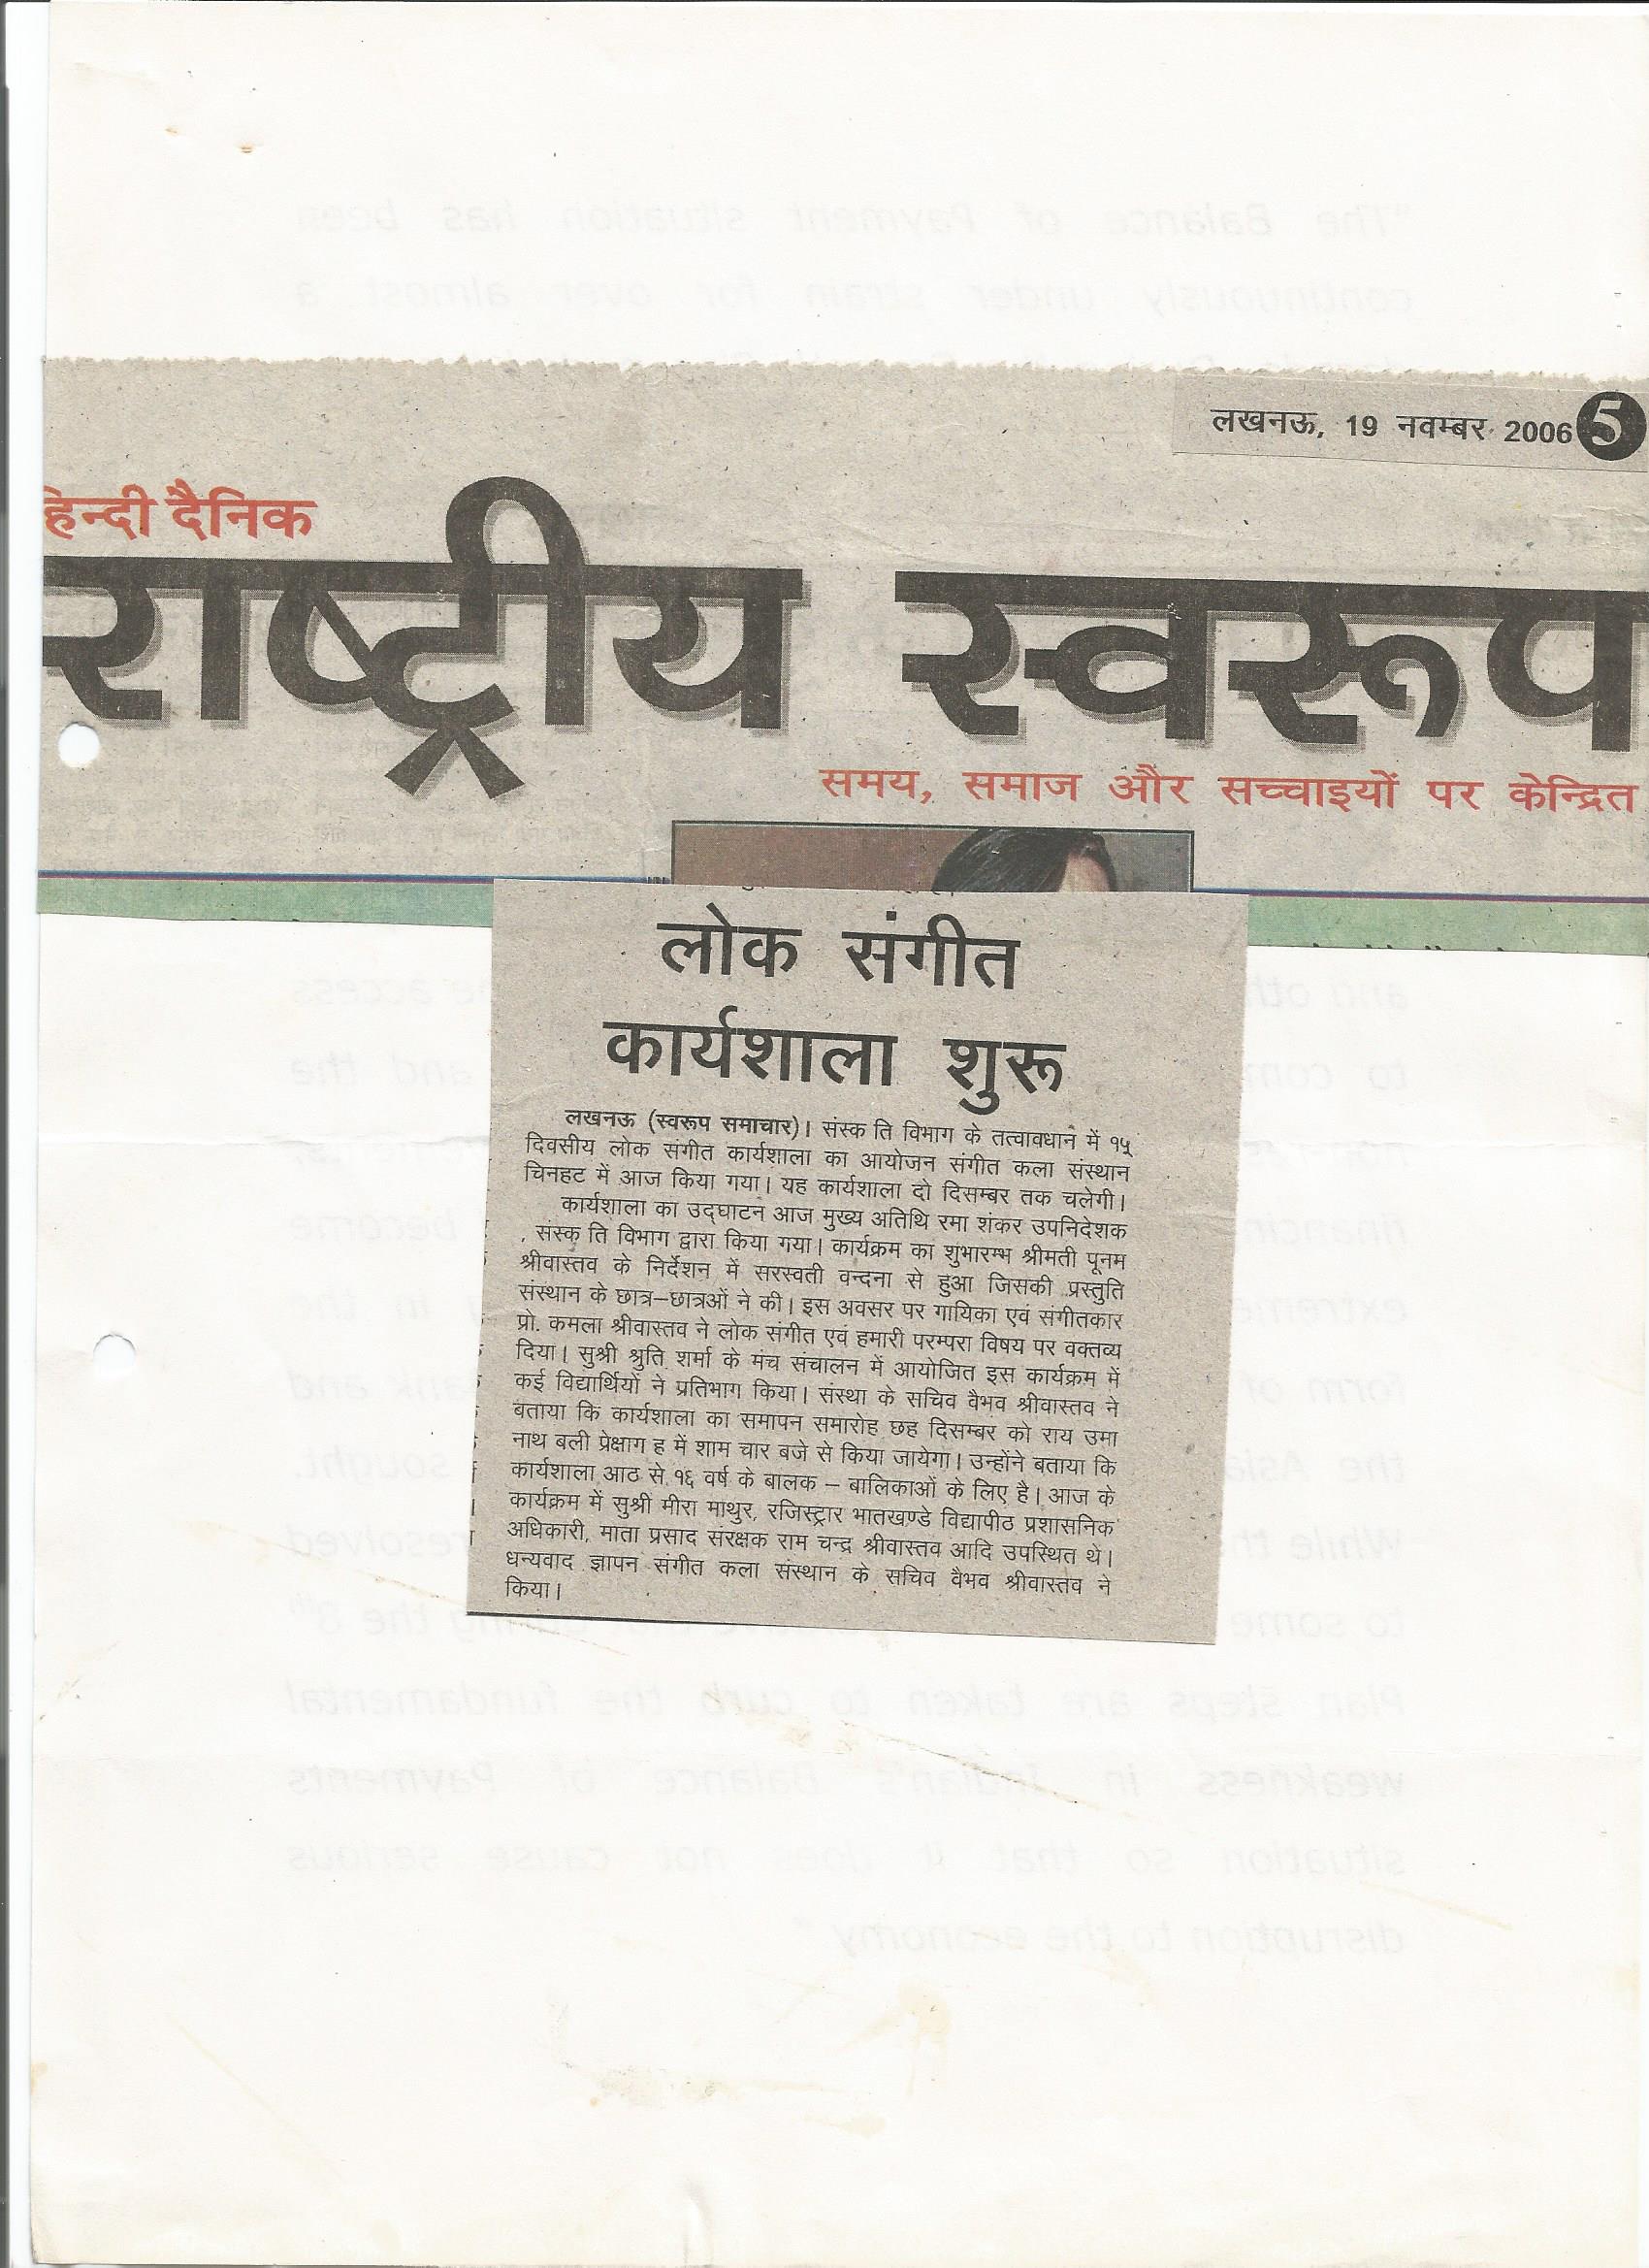 लखनऊ, 19 नवम्बर 2006 5
हिन्दी दैनिक
राष्ट्रीय स्वरूप
समय, समाज और सच्चाइयों पर केन्द्रित
लोक संगीत
कार्यशाला शुरू
लखनऊ (स्वरूप समाचार)। संस्क ति विभाग के तत्वावधान में १५
दिवसीय लोक संगीत कार्यशाला का आयोजन संगीत कला संस्थान
चिनहट में आज किया गया। यह कार्यशाला दो दिसम्बर तक चलेगी।
कार्यशाला का उद्घाटन आज मुख्य अतिथि रमा शंकर उपनिदेशक
, संस्क ति विभाग द्वारा किया गया। कार्यक्रम का शुभारम्भ श्रीमती पूनम
श्रीवास्तव के निर्देशन में सरस्वती वन्दना से हुआ जिसकी प्रस्तुति
संस्थान के छात्र–छात्रओं ने की। इस अवसर पर गायिका एवं संगीतकार
प्रो. कमला श्रीवास्तव ने लोक संगीत एवं हमारी परम्परा विषय पर वक्तव्य
दिया। सुश्री श्रुति शर्मा के मंच संचालन में आयोजित इस कार्यक्रम में
कई विद्यार्थियों ने प्रतिभाग किया। संस्था के सचिव वैभव श्रीवास्तव ने
बताया कि कार्यशाला का समापन समारोह छह दिसम्बर को राय उमा
नाथ बली प्रेक्षाग ह में शाम चार बजे से किया जायेगा। उन्होंने बताया कि
कार्यशाला आठ से १६ वर्ष के बालक – बालिकाओं के लिए है। आज के
कार्यक्रम में सुश्री मीरा माथुर, रजिस्ट्रार भातखण्डे विद्यापीठ प्रशासनिक
अधिकारी, माता प्रसाद संरक्षक राम चन्द्र श्रीवास्तव आदि उपस्थित थे।
धन्यवाद ज्ञापन संगीत कला संस्थान के सचिव वैभव श्रीवास्तव ने
किया।